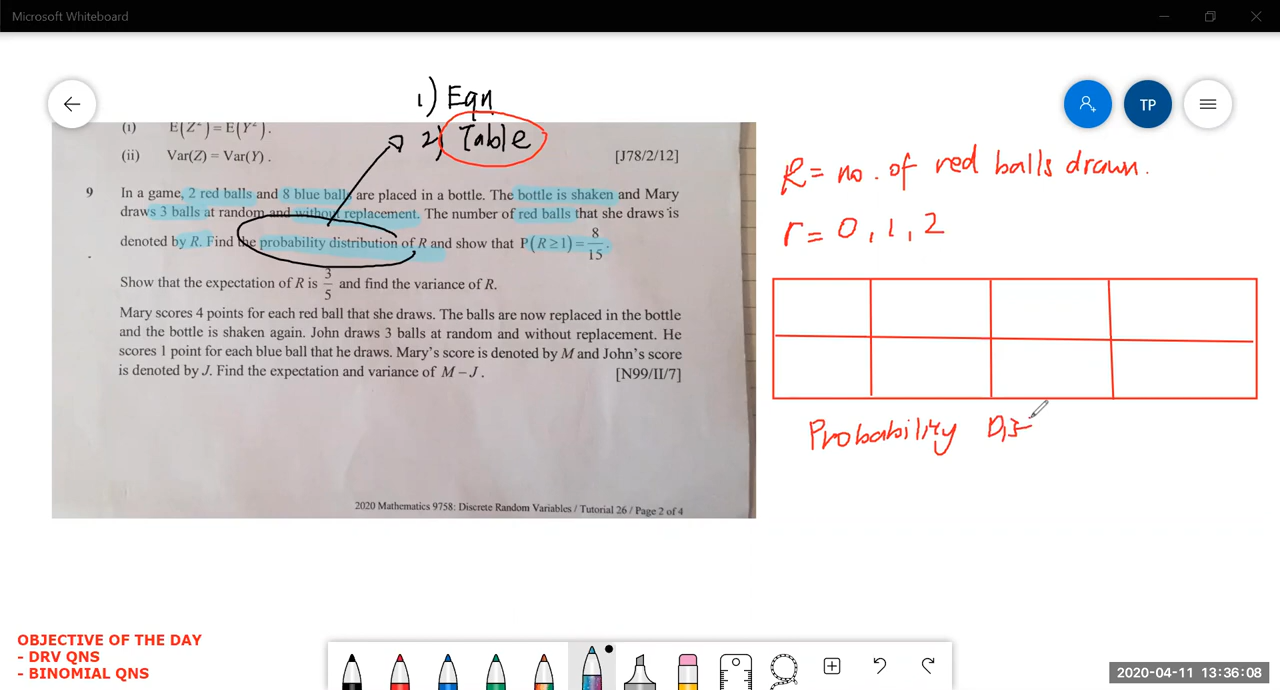 Microsoft Whiteboard
1) Eqn
2) Table
TP
(i) E(Z²) = E(Y²).
(ii) Var(Z) = Var(Y). [J78/2/12]
9 In a game, 2 red balls and 8 blue balls are placed in a bottle. The bottle is shaken and Mary
draws 3 balls at random and without replacement. The number of red balls that she draws is
denoted by R. Find the probability distribution of R and show that P(R ≥ 1) = 8/15.
Show that the expectation of R is 3/5 and find the variance of R.
Mary scores 4 points for each red ball that she draws. The balls are now replaced in the bottle
and the bottle is shaken again. John draws 3 balls at random and without replacement. He
scores 1 point for each blue ball that he draws. Mary's score is denoted by M and John's score
is denoted by J. Find the expectation and variance of M – J. [N99/II/7]
2020 Mathematics 9758: Discrete Random Variables / Tutorial 26 / Page 2 of 4
R = no. of red balls drawn.
r = 0, 1, 2
Probability Dis
OBJECTIVE OF THE DAY
- DRV QNS
- BINOMIAL QNS
2020-04-11 13:36:08